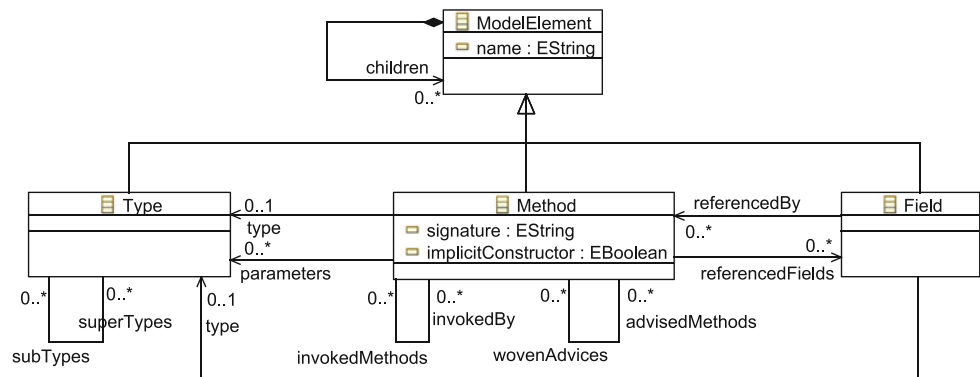 ModelElement
name : EString
children
0..*
Type
Method
Field
signature : EString
implicitConstructor : EBoolean
0..1
type
0..*
parameters
referencedBy
0..*
0..*
referencedFields
0..*
0..*
superTypes
subTypes
0..1
type
0..*
0..*
invokedBy
invokedMethods
0..*
0..*
advisedMethods
wovenAdvices